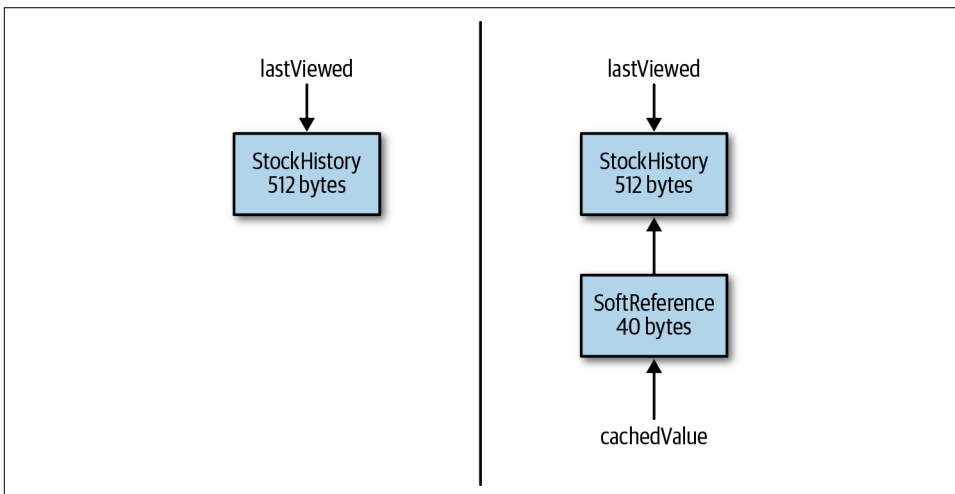 lastViewed
StockHistory
512 bytes
lastViewed
StockHistory
512 bytes
SoftReference
40 bytes
cachedValue